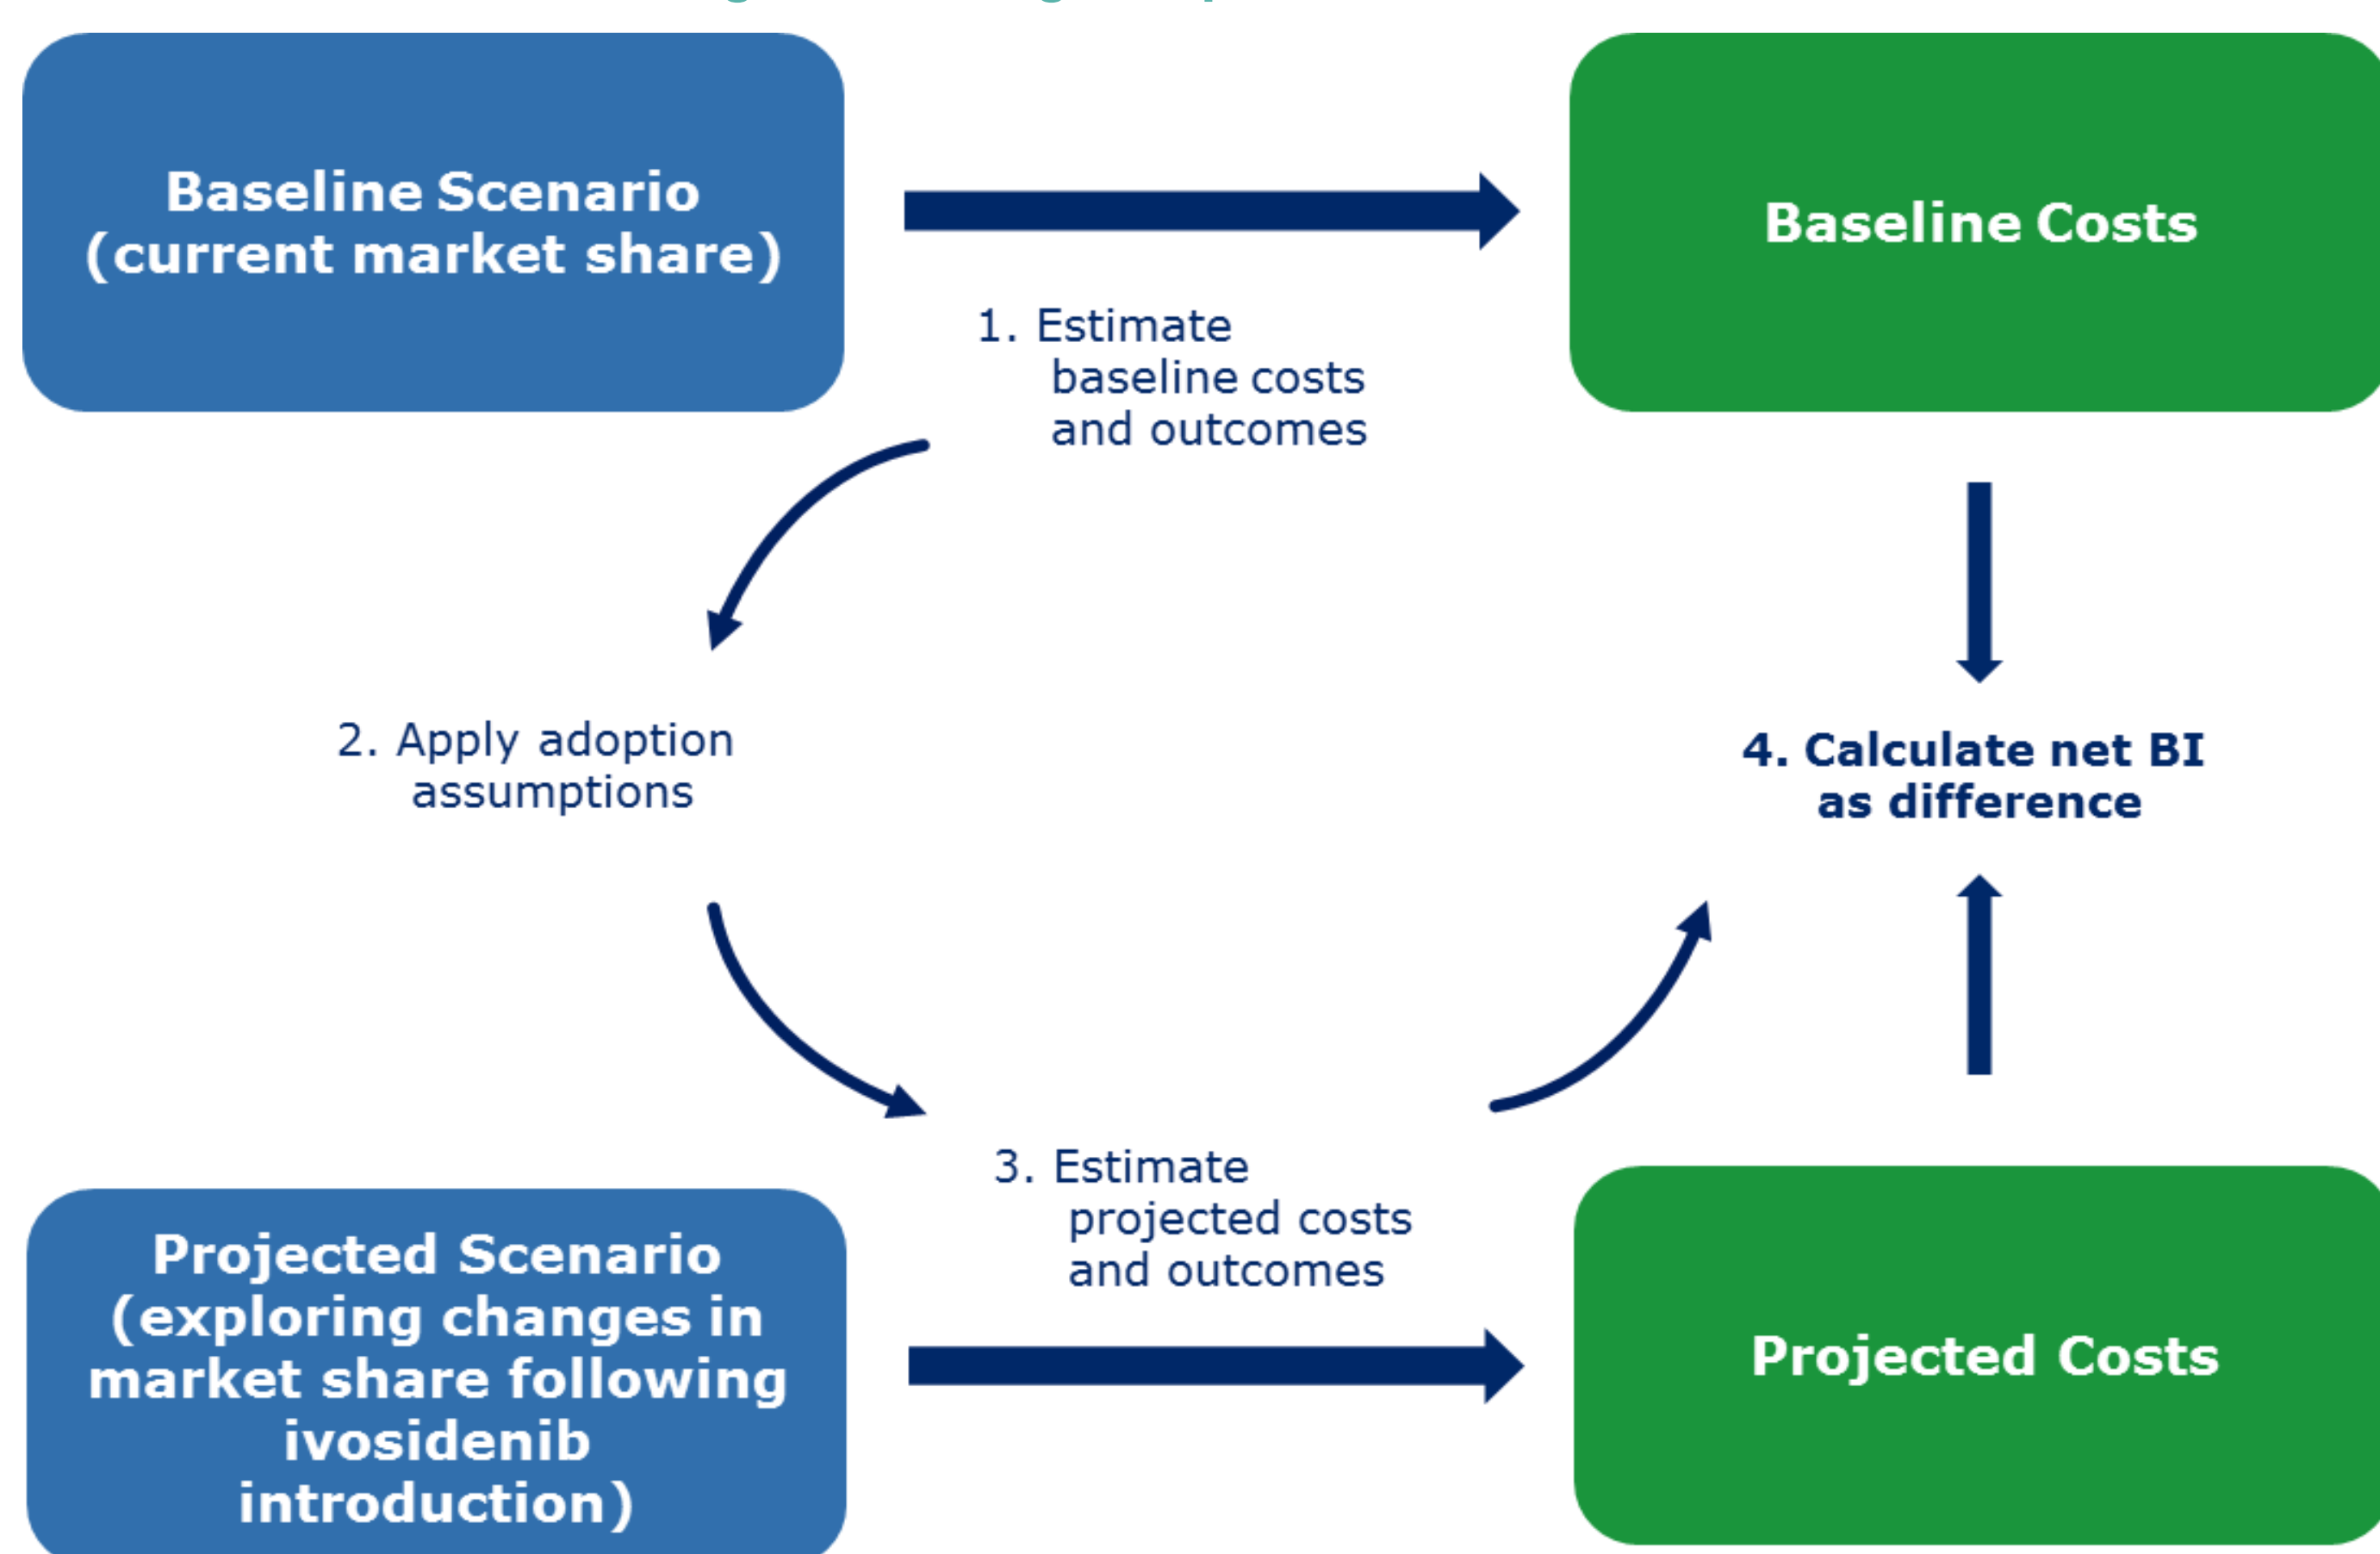 Baseline Scenario
(current market share)
Baseline Costs
1. Estimate
baseline costs
and outcomes
2. Apply adoption
assumptions
4. Calculate net BI
as difference
3. Estimate
projected costs
and outcomes
Projected Scenario
(exploring changes in
market share following
ivosidenib
introduction)
Projected Costs